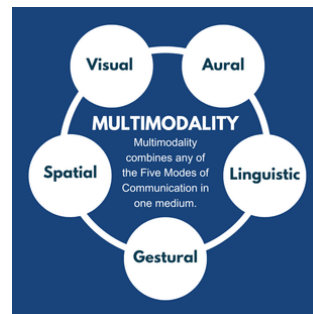 Visual
Aural
MULTIMODALITY
Multimodality
combines any of
the Five Modes of
Communication in
one medium.
Spatial
Linguistic
Gestural